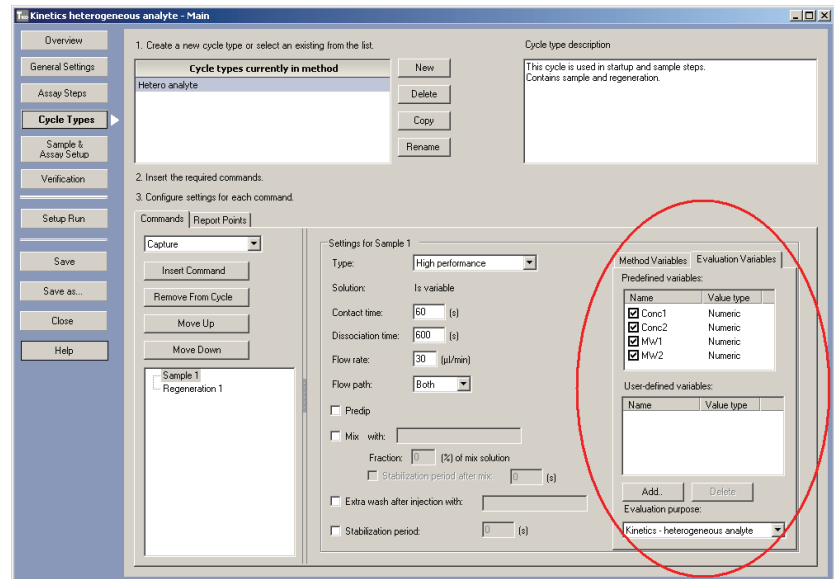 Kinetics heterogeneous analyte - Main
Overview
General Settings
Assay Steps
Cycle Types
Sample &
Assay Setup
Verification
Setup Run
Save
Save as...
Close
Help
1. Create a new cycle type or select an existing from the list.
Cycle types currently in method
Hetero analyte
New
Delete
Copy
Rename
Cycle type description
This cycle is used in startup and sample steps.
Contains sample and regeneration.
2. Insert the required commands.
3. Configure settings for each command.
Commands Report Points
Capture
Insert Command
Remove From Cycle
Move Up
Move Down
Sample 1
Regeneration 1
Settings for Sample 1
Type: High performance
Solution: Is variable
Contact time: 60 (s)
Dissociation time: 600 (s)
Flow rate: 30 (µl/min)
Flow path: Both
Predip
Mix with:
Fraction: 0 (%) of mix solution
Stabilization period after mix: 0 (s)
Extra wash after injection with:
Stabilization period: 0 (s)
Method Variables Evaluation Variables
Predefined variables:
Name Value type
Conc1 Numeric
Conc2 Numeric
MW1 Numeric
MW2 Numeric
User-defined variables:
Name Value type
Add.. Delete
Evaluation purpose:
Kinetics - heterogeneous analyte